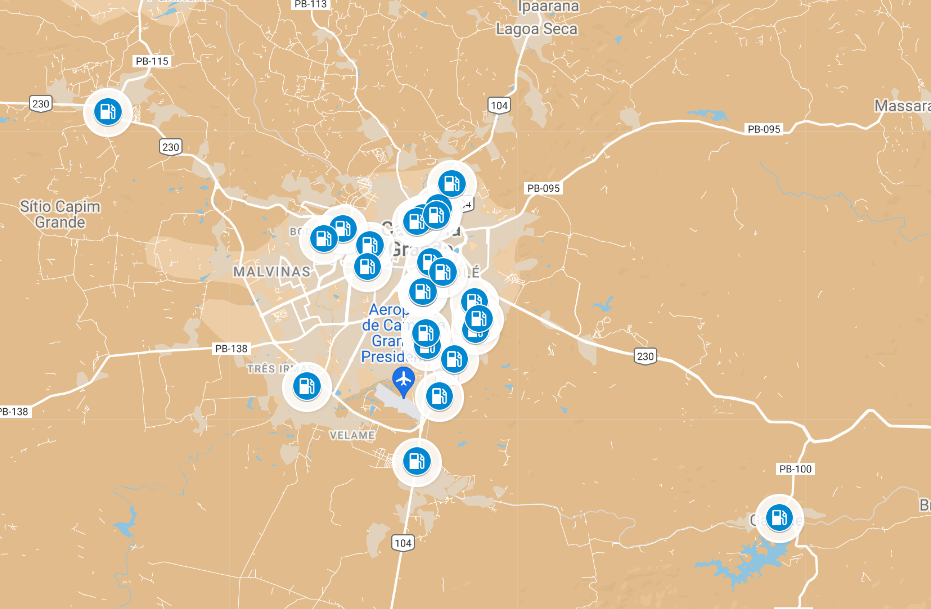 PB-113
Ipaarana
Lagoa Seca
PB-115
230
104
Massara
PB-095
230
PB-095
Sítio Capim
Grande
MALVINAS
Aerop
de Ca
Gran
Preside
PB-138
230
TRÊS IR
PB-138
VELAME
PB-100
104